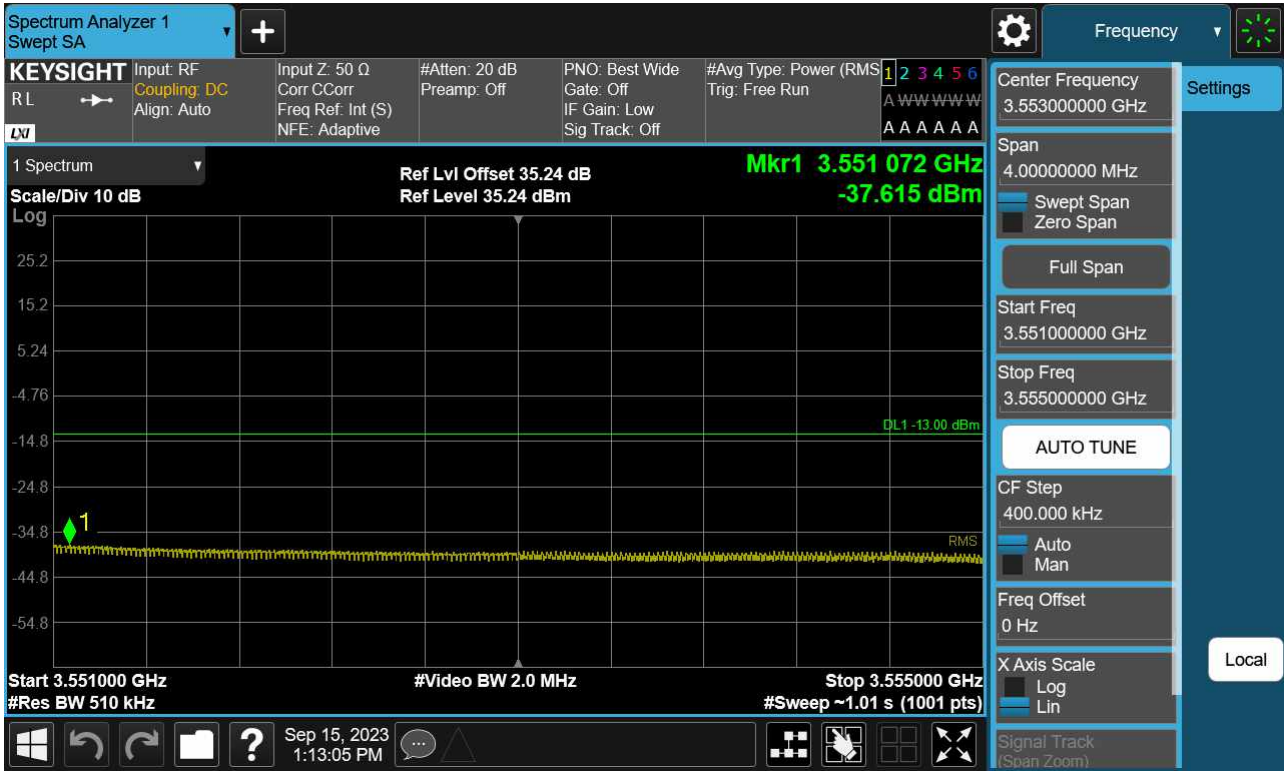 Spectrum Analyzer 1
Swept SA
+
Frequency
KEYSIGHT
R L
LXI
Input: RF
Coupling: DC
Align: Auto
Input Z: 50 Ω
Corr CCorr
Freq Ref: Int (S)
NFE: Adaptive
#Atten: 20 dB
Preamp: Off
PNO: Best Wide
Gate: Off
IF Gain: Low
Sig Track: Off
#Avg Type: Power (RMS
Trig: Free Run
1 2 3 4 5 6
A W W W W W
A A A A A A
1 Spectrum
Scale/Div 10 dB
Log
Ref Lvl Offset 35.24 dB
Ref Level 35.24 dBm
Mkr1 3.551 072 GHz
-37.615 dBm
25.2
15.2
5.24
-4.76
-14.8
-24.8
-34.8
-44.8
-54.8
DL1 -13.00 dBm
1
RMS
Start 3.551000 GHz
#Res BW 510 kHz
#Video BW 2.0 MHz
Stop 3.555000 GHz
#Sweep ~1.01 s (1001 pts)
Center Frequency
3.553000000 GHz
Span
4.00000000 MHz
Swept Span
Zero Span
Full Span
Start Freq
3.551000000 GHz
Stop Freq
3.555000000 GHz
AUTO TUNE
CF Step
400.000 kHz
Auto
Man
Freq Offset
0 Hz
X Axis Scale
Log
Lin
Signal Track
(Span Zoom)
Settings
Local
?
Sep 15, 2023
1:13:05 PM